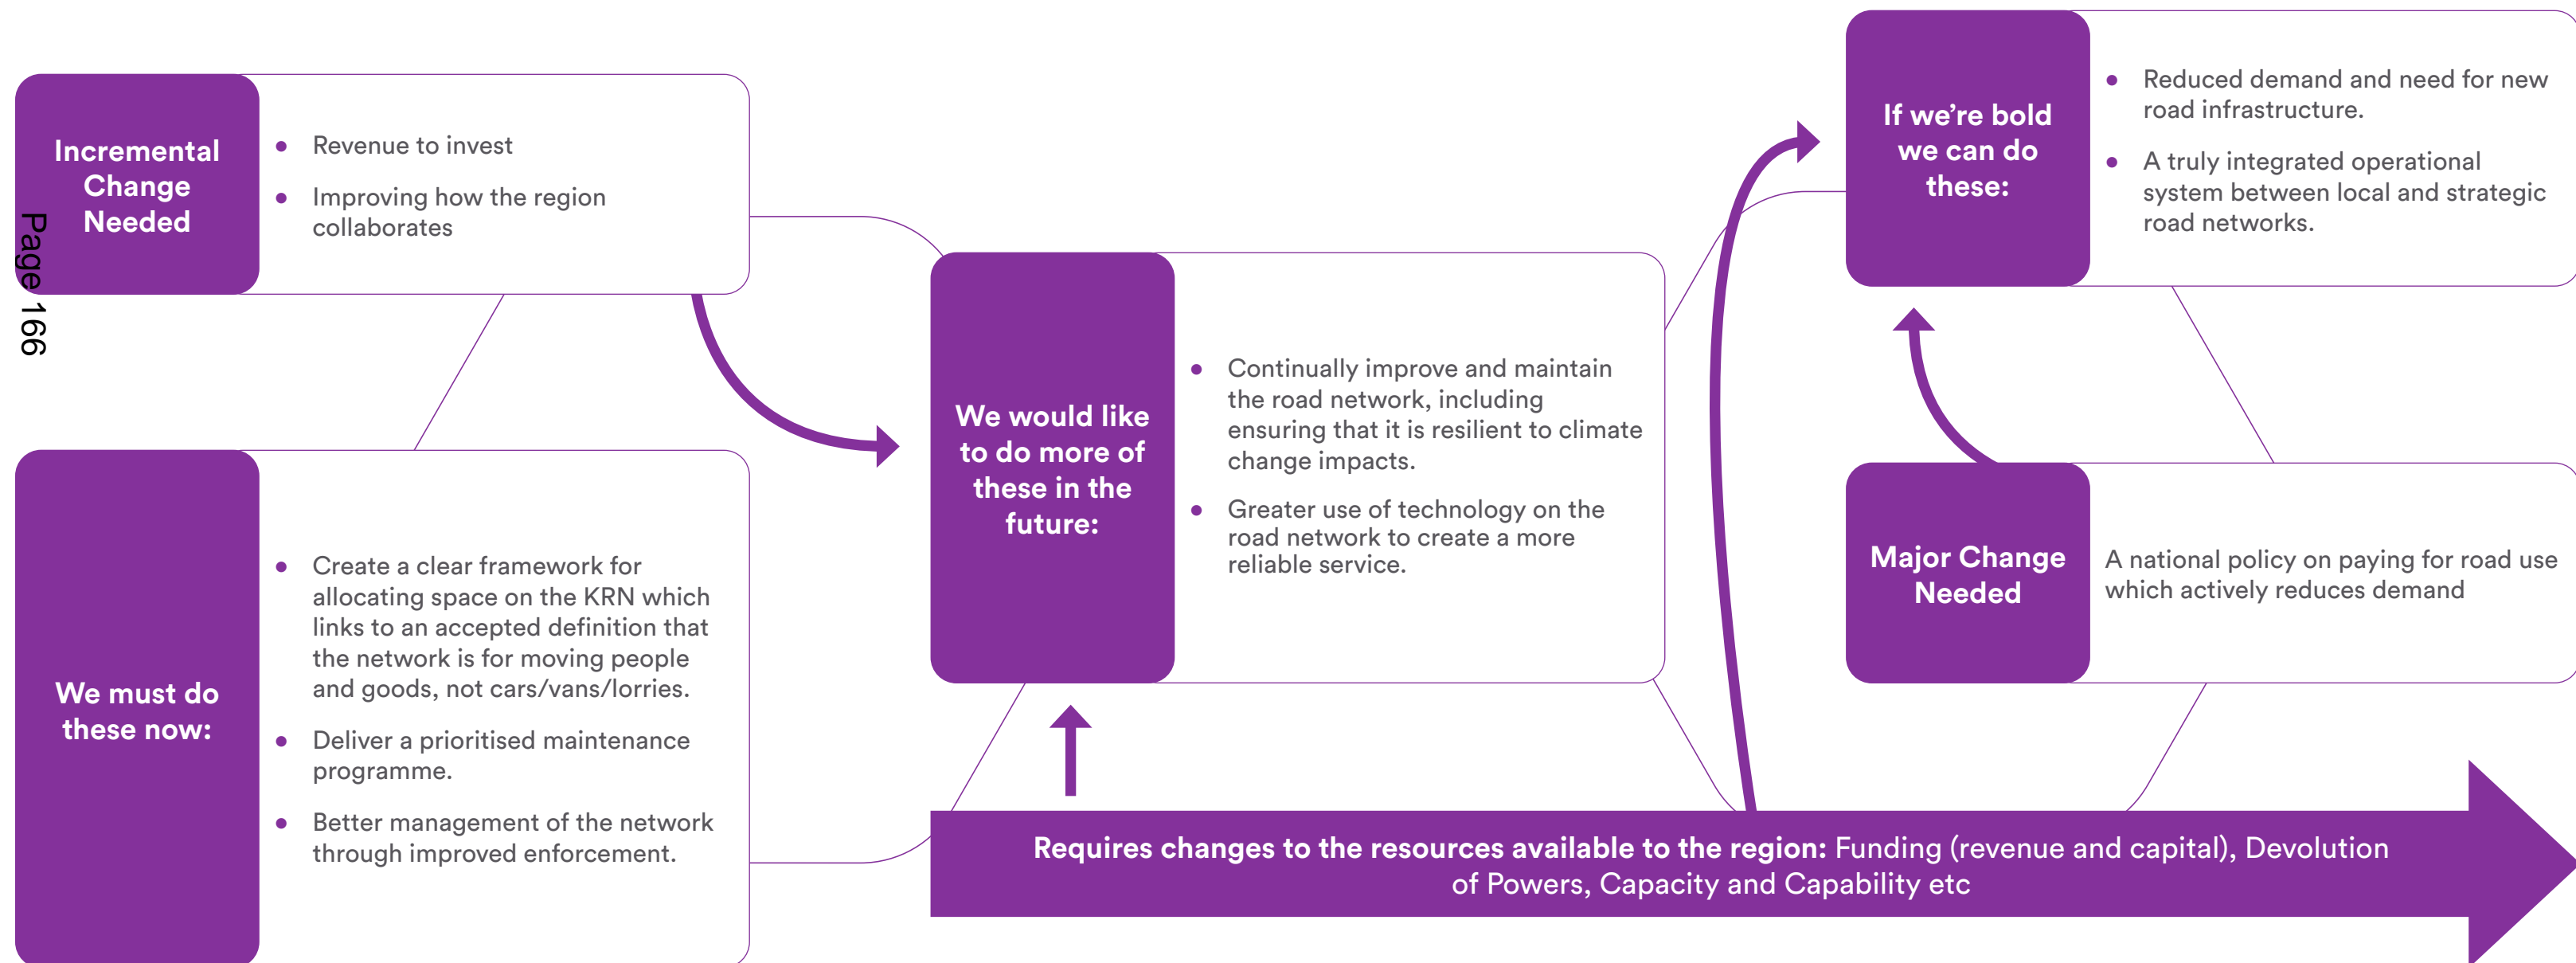 Page 166
Incremental
Change
Needed
● Revenue to invest
● Improving how the region
collaborates
We must do
these now:
● Create a clear framework for
allocating space on the KRN which
links to an accepted definition that
the network is for moving people
and goods, not cars/vans/lorries.
● Deliver a prioritised maintenance
programme.
● Better management of the network
through improved enforcement.
We would like
to do more of
these in the
future:
● Continually improve and maintain
the road network, including
ensuring that it is resilient to climate
change impacts.
● Greater use of technology on the
road network to create a more
reliable service.
If we’re bold
we can do
these:
● Reduced demand and need for new
road infrastructure.
● A truly integrated operational
system between local and strategic
road networks.
Major Change
Needed
A national policy on paying for road use
which actively reduces demand
Requires changes to the resources available to the region: Funding (revenue and capital), Devolution
of Powers, Capacity and Capability etc